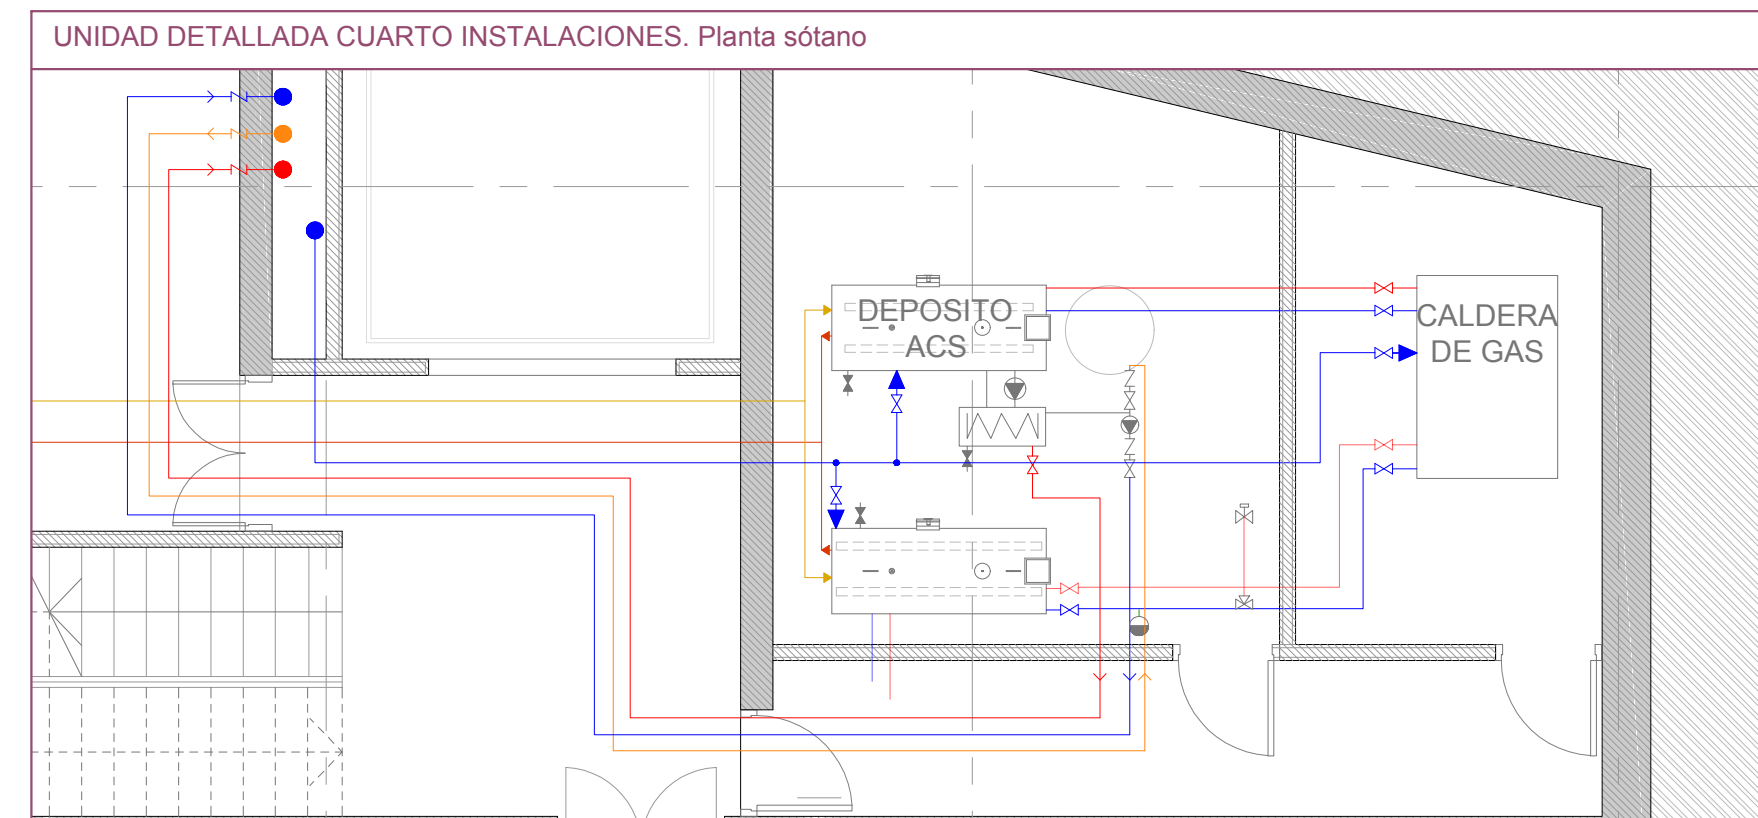 UNIDAD DETALLADA CUARTO INSTALACIONES. Planta sótano
DEPOSITO
ACS
CALDERA
DE GAS